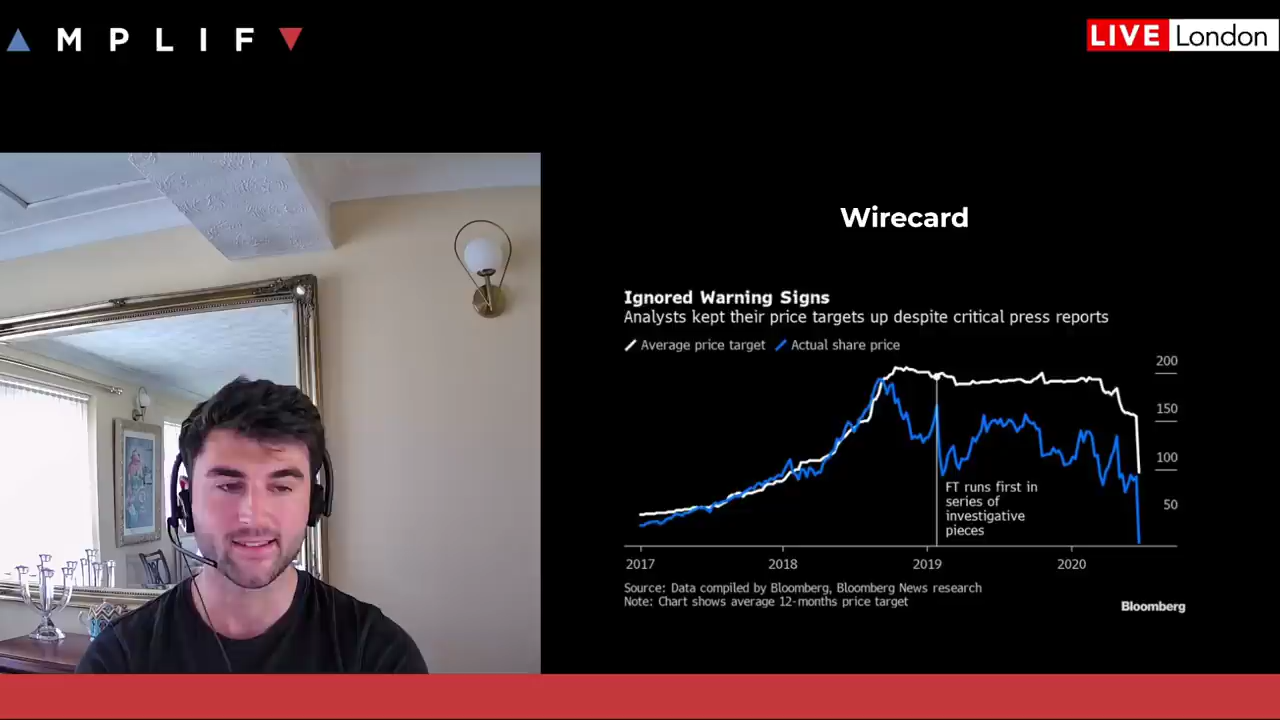 MPLIF
LIVE London
Wirecard
Ignored Warning Signs
Analysts kept their price targets up despite critical press reports
Average price target Actual share price
200
150
100
50
FT runs first in
series of
investigative
pieces
2017 2018 2019 2020
Source: Data compiled by Bloomberg, Bloomberg News research
Note: Chart shows average 12-months price target
Bloomberg